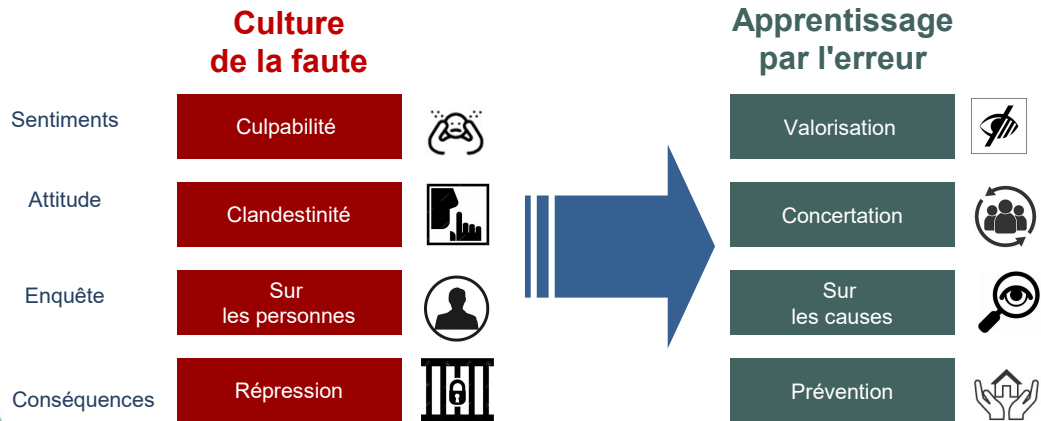 Culture
de la faute
Apprentissage
par l'erreur
Sentiments
Culpabilité
Valorisation
Attitude
Clandestinité
Concertation
Enquête
Sur
les personnes
Sur
les causes
Conséquences
Répression
Prévention